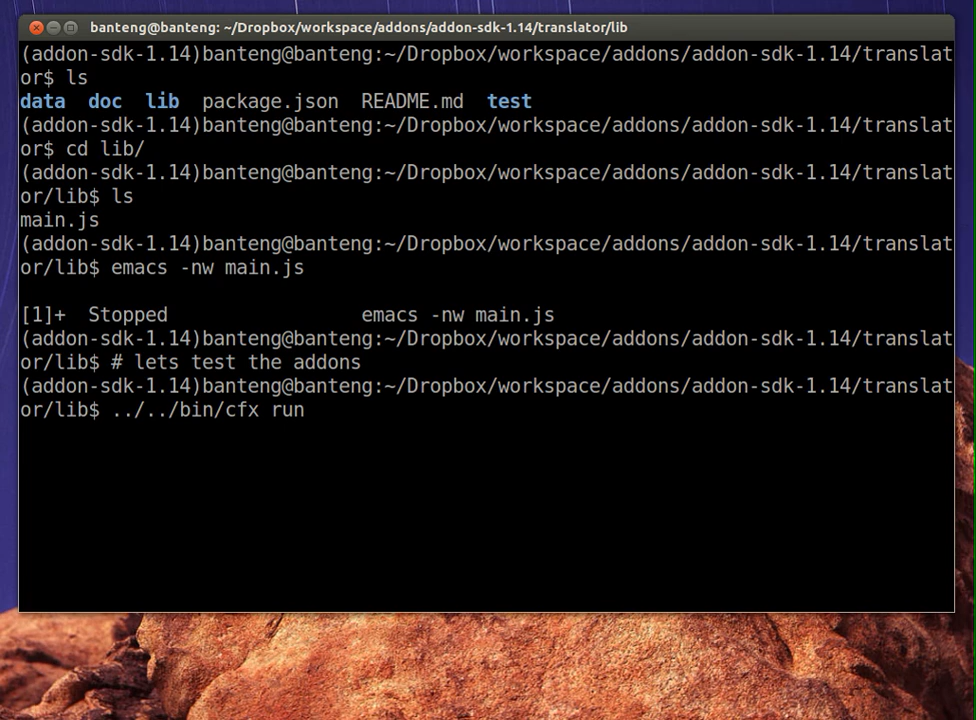 banteng@banteng: ~/Dropbox/workspace/addons/addon-sdk-1.14/translator/lib
(addon-sdk-1.14)banteng@banteng:~/Dropbox/workspace/addons/addon-sdk-1.14/translat
or$ ls
data  doc  lib  package.json  README.md  test
(addon-sdk-1.14)banteng@banteng:~/Dropbox/workspace/addons/addon-sdk-1.14/translat
or$ cd lib/
(addon-sdk-1.14)banteng@banteng:~/Dropbox/workspace/addons/addon-sdk-1.14/translat
or/lib$ ls
main.js
(addon-sdk-1.14)banteng@banteng:~/Dropbox/workspace/addons/addon-sdk-1.14/translat
or/lib$ emacs -nw main.js
[1]+  Stopped                 emacs -nw main.js
(addon-sdk-1.14)banteng@banteng:~/Dropbox/workspace/addons/addon-sdk-1.14/translat
or/lib$ # lets test the addons
(addon-sdk-1.14)banteng@banteng:~/Dropbox/workspace/addons/addon-sdk-1.14/translat
or/lib$ ../../bin/cfx run